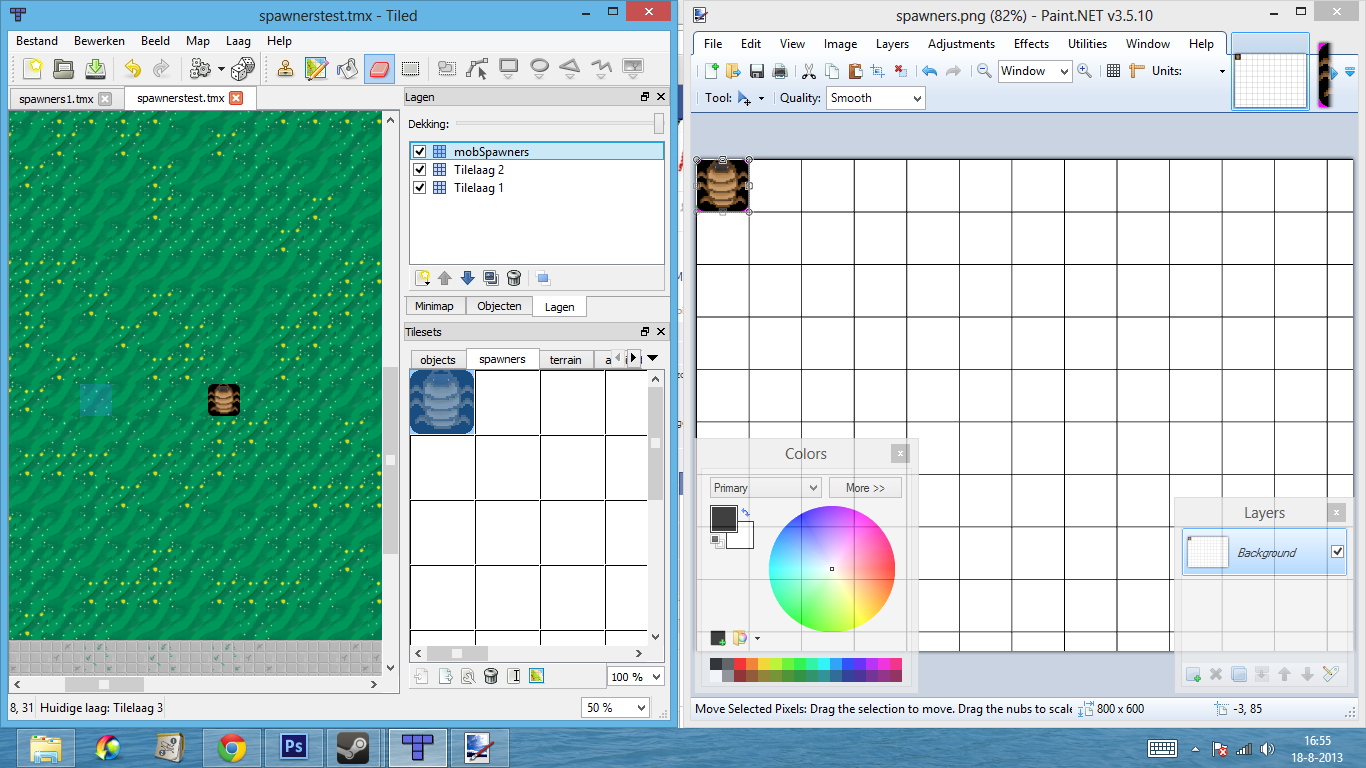 spawnerstest.tmx - Tiled
Bestand Bewerken Beeld Map Laag Help
spawners1.tmx spawnerstest.tmx
Lagen
Dekking:
mobSpawners
Tilelaag 2
Tilelaag 1
Minimap Objecten Lagen
Tilesets
objects spawners terrain
100 %
8, 31 Huidige laag: Tilelaag 3
50 %
spawners.png (82%) - Paint.NET v3.5.10
File Edit View Image Layers Adjustments Effects Utilities Window Help
Window Units:
Tool: Quality: Smooth
Colors
Primary More >>
Layers
Background
Move Selected Pixels: Drag the selection to move. Drag the nubs to scale
800 x 600
-3, 85
Ps
16:55
18-8-2013